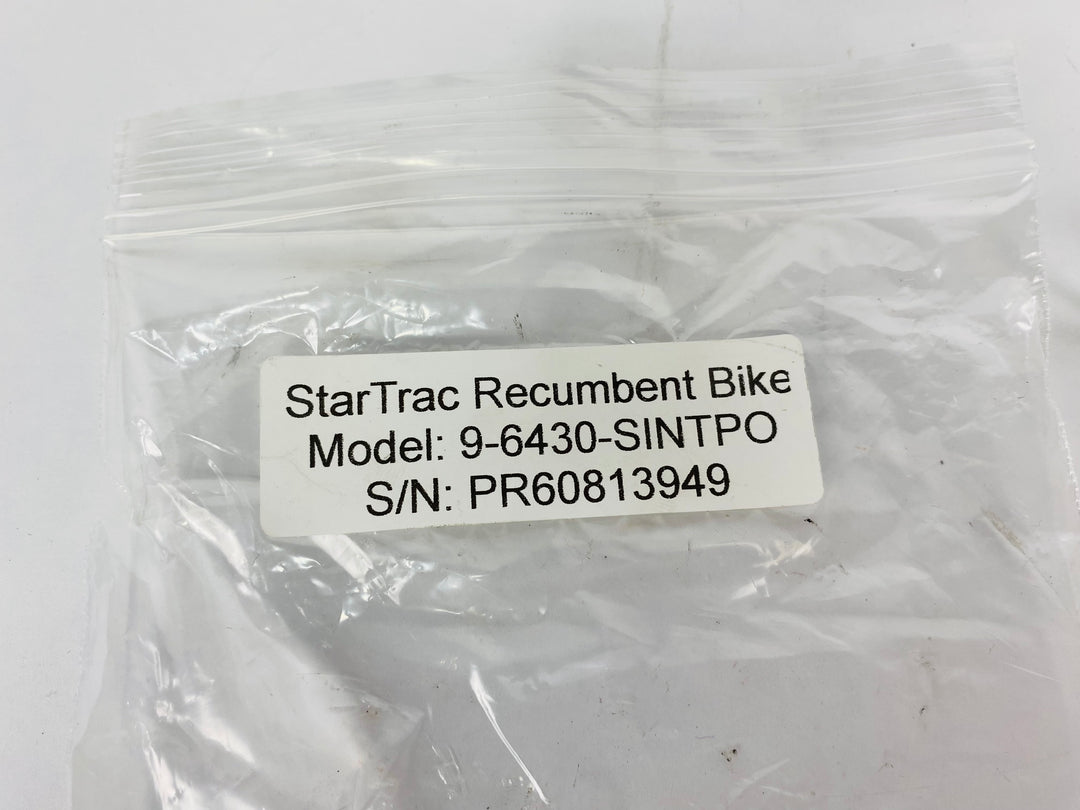 StarTrac Recumbent Bike
Model: 9-6430-SINTPO
S/N: PR60813949